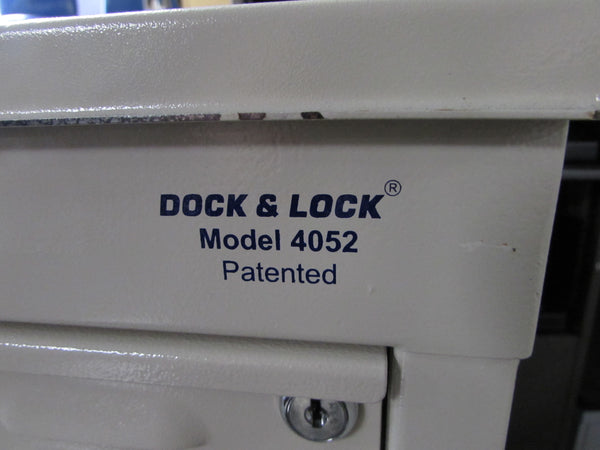 DOCK & LOCK®
Model 4052
Patented